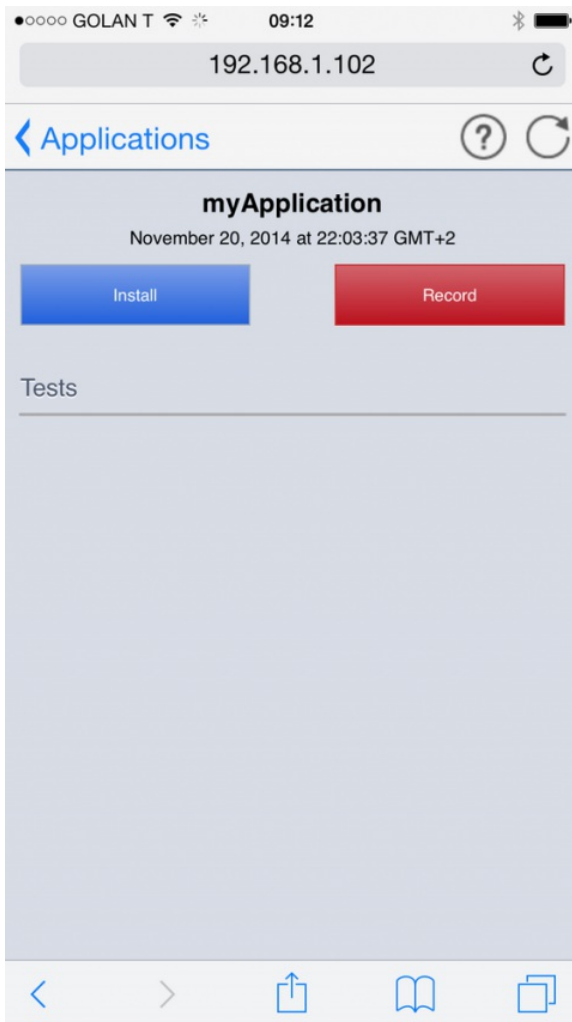 GOLAN T 09:12
192.168.1.102
Applications ?
myApplication
November 20, 2014 at 22:03:37 GMT+2
Install Record
Tests